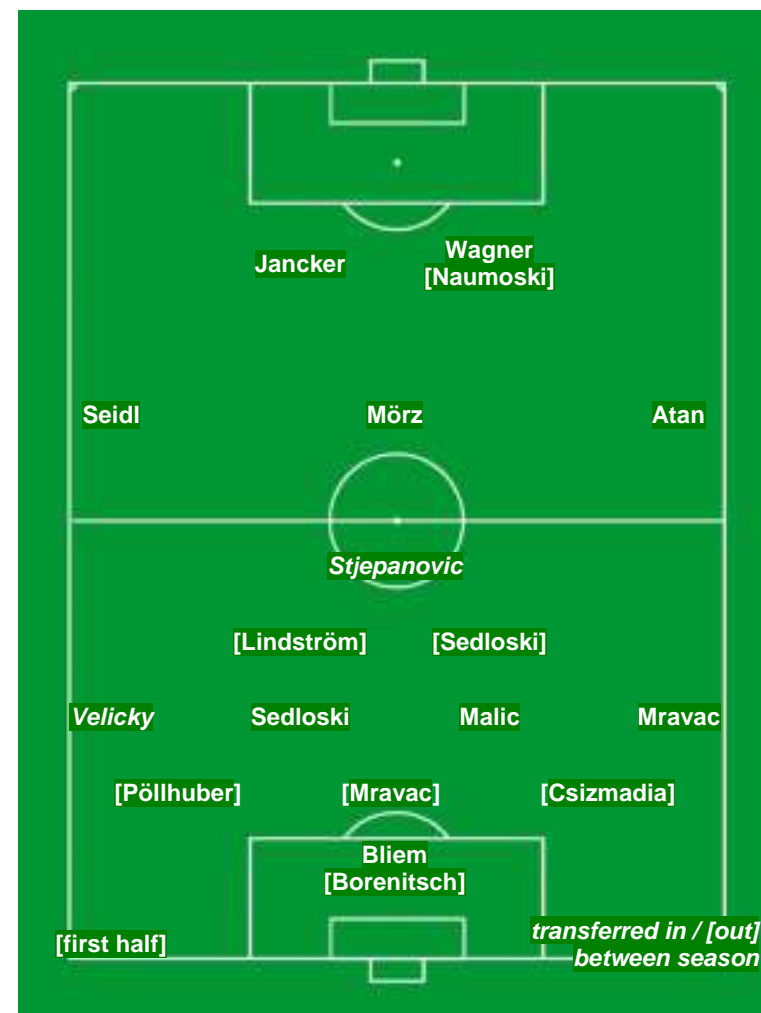 Jancker
Wagner
[Naumoski]
Seidl
Mörz
Atan
Stjepanovic
[Lindström]
[Sedloski]
Velicky
Sedloski
Malic
Mravac
[Pöllhuber]
[Mravac]
[Csizmadia]
Bliem
[Borenitsch]
[first half]
transferred in / [out]
between season